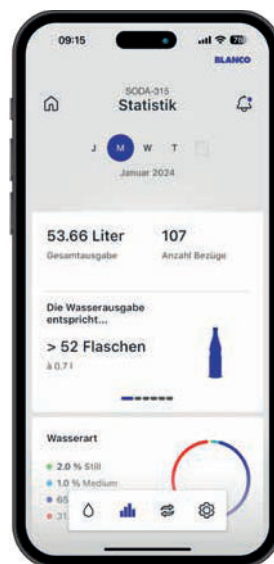 09:15
78
BLANCO
SODA-315
Statistik
J M W T
Januar 2024
53.66 Liter 107
Gesamtausgabe Anzahl Bezüge
Die Wasserausgabe
entspricht...
> 52 Flaschen
à 0.7 l
Wasserart
2.0 % Still
1.0 % Medium
65
31.